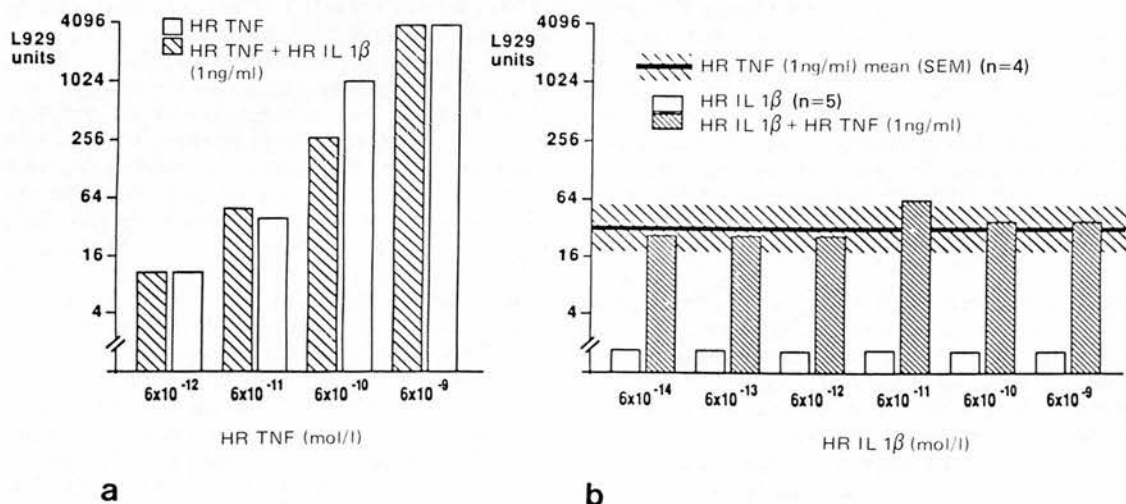 4096
L929
units
1024
256
64
16
4
HR TNF
HR TNF + HR IL 1β
(1ng/ml)
6x10⁻¹²
6x10⁻¹¹
6x10⁻¹⁰
6x10⁻⁹
HR TNF (mol/l)
a
4096
L929
units
1024
256
64
16
4
HR TNF (1ng/ml) mean (SEM) (n=4)
HR IL 1β (n=5)
HR IL 1β + HR TNF (1ng/ml)
6x10⁻¹⁴
6x10⁻¹³
6x10⁻¹²
6x10⁻¹¹
6x10⁻¹⁰
6x10⁻⁹
HR IL 1β (mol/l)
b